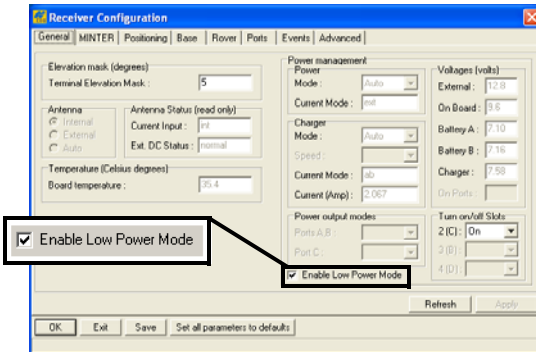 Receiver Configuration
General MINTER Positioning Base Rover Ports Events Advanced
Elevation mask (degrees)
Terminal Elevation Mask : 5
Antenna
Internal
External
Auto
Antenna Status (read only)
Current Input : int
Ext. DC Status : normal
Temperature (Celsius degrees)
Board temperature : 35.4
Power management
Power
Mode : Auto
Current Mode : ext
Charger
Mode : Auto
Speed :
Current Mode : ab
Current (Amp) : 2.067
Power output modes
Ports A,B :
Port C :
Enable Low Power Mode
Voltages (volts)
External : 12.8
On Board : 9.6
Battery A : 7.10
Battery B : 7.16
Charger : 7.58
On Ports :
Turn on/off Slots
2 (C) : On
3 (B) :
4 (D) :
Enable Low Power Mode
Refresh Apply
OK Exit Save Set all parameters to defaults